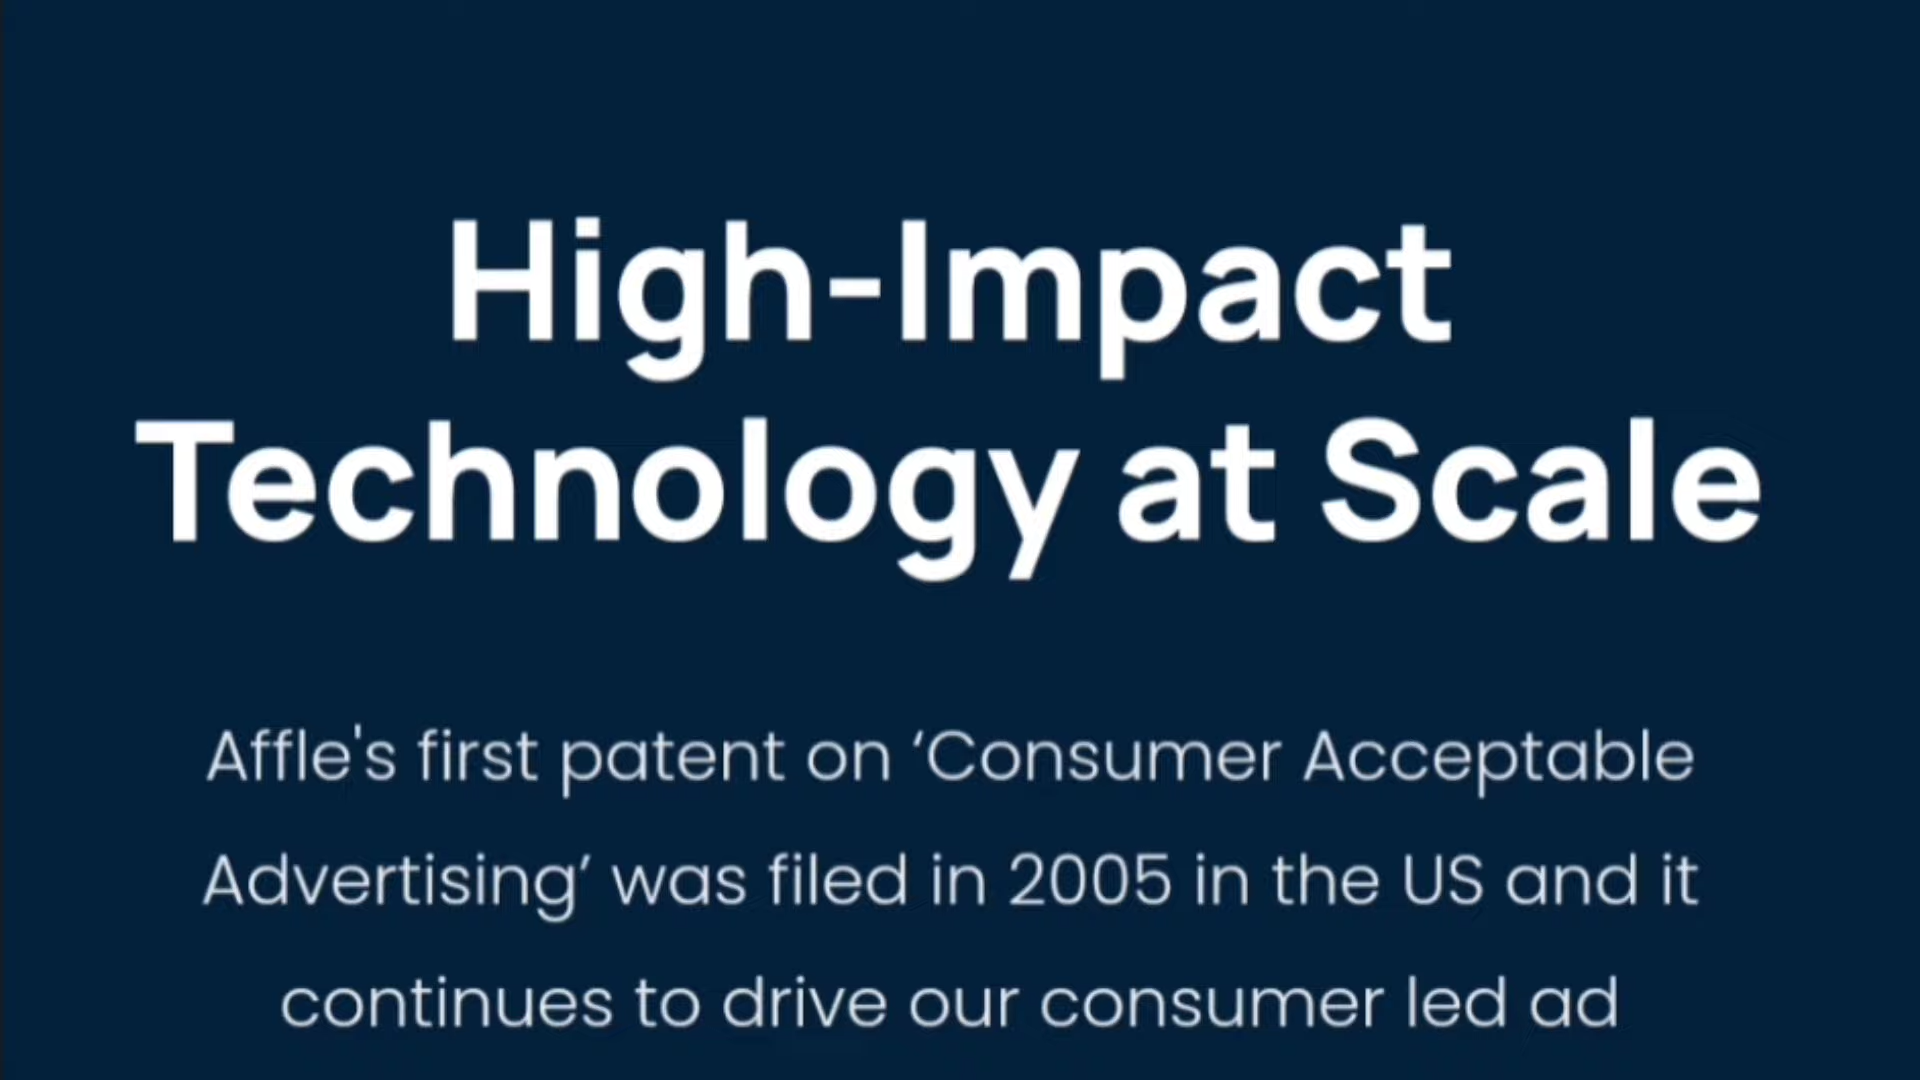 High-Impact
Technology at Scale
Affle's first patent on ‘Consumer Acceptable
Advertising’ was filed in 2005 in the US and it
continues to drive our consumer led ad